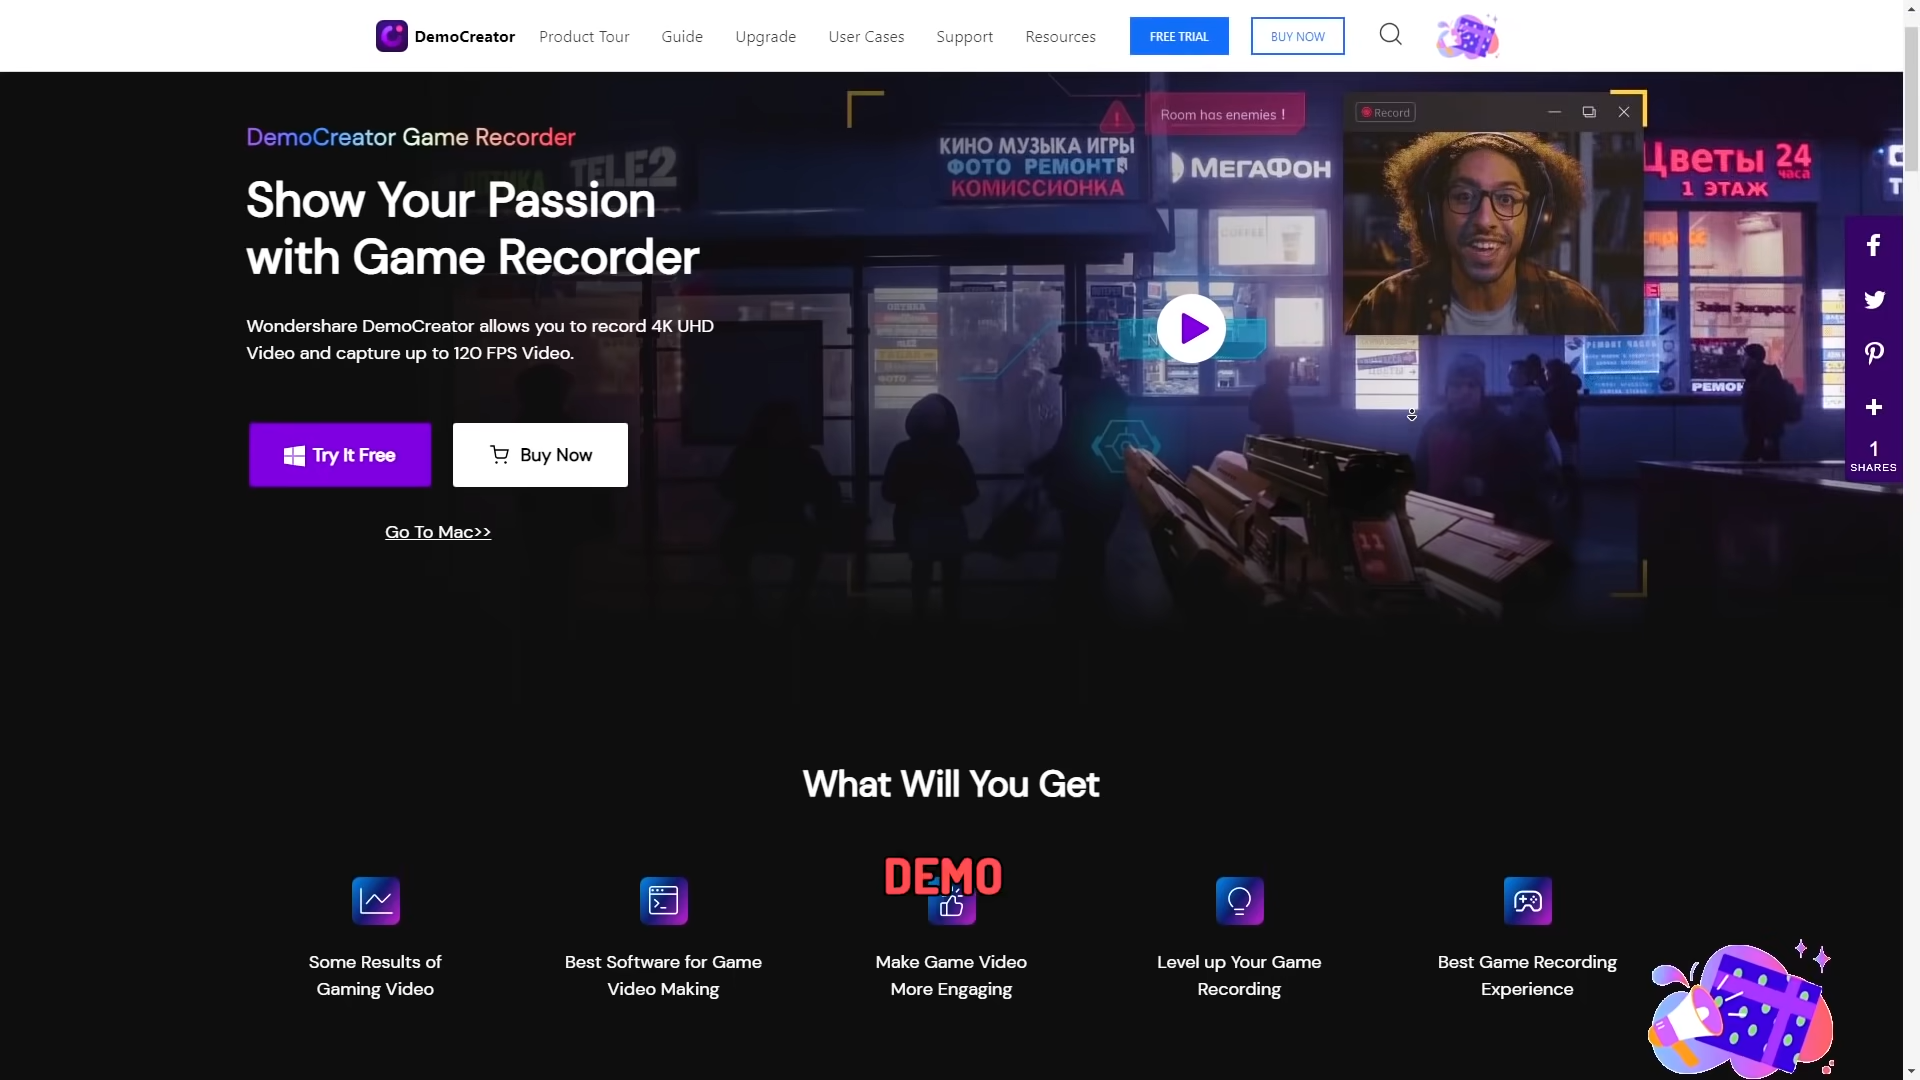 DemoCreator
Product Tour
Guide
Upgrade
User Cases
Support
Resources
FREE TRIAL
BUY NOW
DemoCreator Game Recorder
Show Your Passion
with Game Recorder
Wondershare DemoCreator allows you to record 4K UHD
Video and capture up to 120 FPS Video.
Try It Free
Buy Now
Go To Mac>>
TELE2
Room has enemies !
Record
КИНО МУЗЫКА ИГРЫ
ФОТО РЕМОНТ
КОМИССИОНКА
МЕГАФОН
Цветы 24
часа
1 ЭТАЖ
COFFEE
РЕМОН
11
1
SHARES
What Will You Get
DEMO
Some Results of
Gaming Video
Best Software for Game
Video Making
Make Game Video
More Engaging
Level up Your Game
Recording
Best Game Recording
Experience